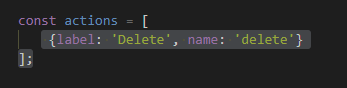 const actions = [
{label: 'Delete', name: 'delete'}
];